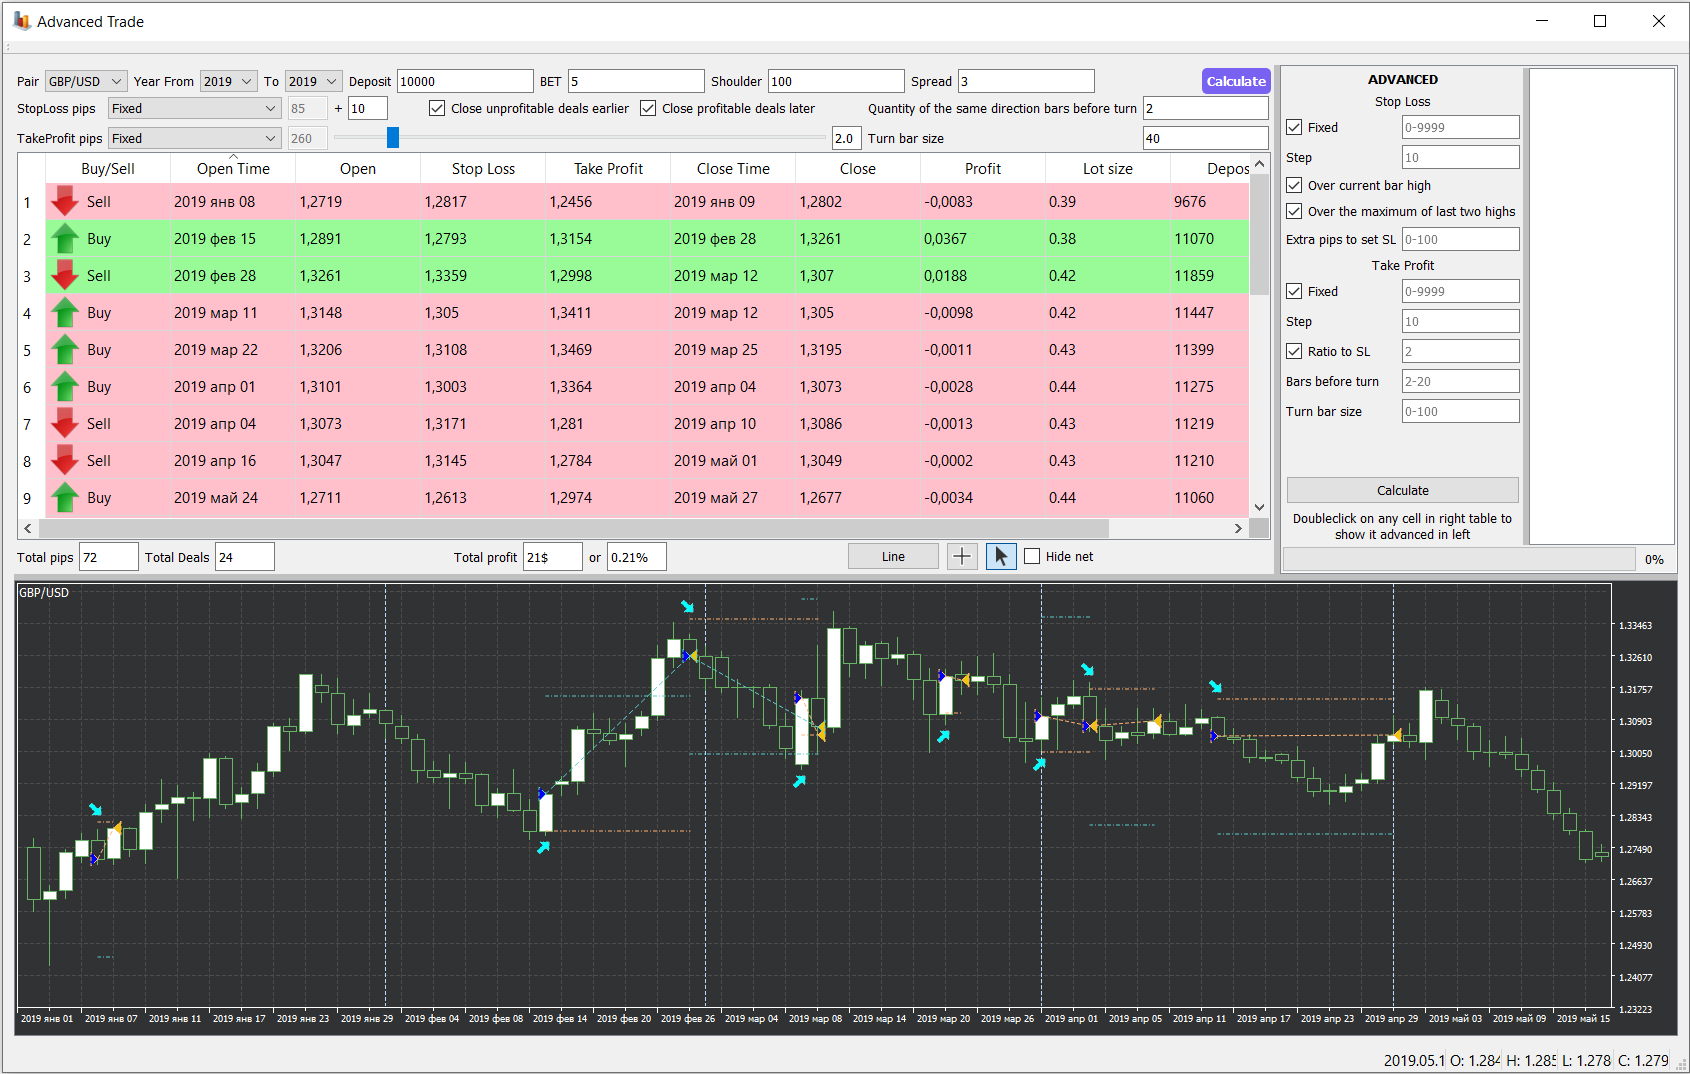 Advanced Trade
Pair GBP/USD Year From 2019 To 2019 Deposit 10000 BET 5 Shoulder 100 Spread 3 Calculate
StopLoss pips Fixed 85 + 10 Close unprofitable deals earlier Close profitable deals later Quantity of the same direction bars before turn 2
TakeProfit pips Fixed 260 2.0 Turn bar size 40
Buy/Sell Open Time Open Stop Loss Take Profit Close Time Close Profit Lot size Depos
1 Sell 2019 янв 08 1,2719 1,2817 1,2456 2019 янв 09 1,2802 -0,0083 0.39 9676
2 Buy 2019 фев 15 1,2891 1,2793 1,3154 2019 фев 28 1,3261 0,0367 0.38 11070
3 Sell 2019 фев 28 1,3261 1,3359 1,2998 2019 мар 12 1,307 0,0188 0.42 11859
4 Buy 2019 мар 11 1,3148 1,305 1,3411 2019 мар 12 1,305 -0,0098 0.42 11447
5 Buy 2019 мар 22 1,3206 1,3108 1,3469 2019 мар 25 1,3195 -0,0011 0.43 11399
6 Buy 2019 апр 01 1,3101 1,3003 1,3364 2019 апр 04 1,3073 -0,0028 0.44 11275
7 Sell 2019 апр 04 1,3073 1,3171 1,281 2019 апр 10 1,3086 -0,0013 0.43 11219
8 Sell 2019 апр 16 1,3047 1,3145 1,2784 2019 май 01 1,3049 -0,0002 0.43 11210
9 Buy 2019 май 24 1,2711 1,2613 1,2974 2019 май 27 1,2677 -0,0034 0.44 11060
Total pips 72 Total Deals 24 Total profit 21$ or 0.21% Line Hide net
ADVANCED
Stop Loss
Fixed 0-9999
Step 10
Over current bar high
Over the maximum of last two highs
Extra pips to set SL 0-100
Take Profit
Fixed 0-9999
Step 10
Ratio to SL 2
Bars before turn 2-20
Turn bar size 0-100
Calculate
Doubleclick on any cell in right table to
show it advanced in left
0%
GBP/USD
1.33463
1.32610
1.31757
1.30903
1.30050
1.29197
1.28343
1.27490
1.26637
1.25783
1.24930
1.24077
1.23223
2019 янв 01 2019 янв 07 2019 янв 11 2019 янв 17 2019 янв 23 2019 янв 29 2019 фев 04 2019 фев 08 2019 фев 14 2019 фев 20 2019 фев 26 2019 мар 04 2019 мар 08 2019 мар 14 2019 мар 20 2019 мар 26 2019 апр 01 2019 апр 05 2019 апр 11 2019 апр 17 2019 апр 23 2019 апр 29 2019 май 03 2019 май 09 2019 май 15
2019.05.1 O: 1.284 H: 1.285 L: 1.278 C: 1.279